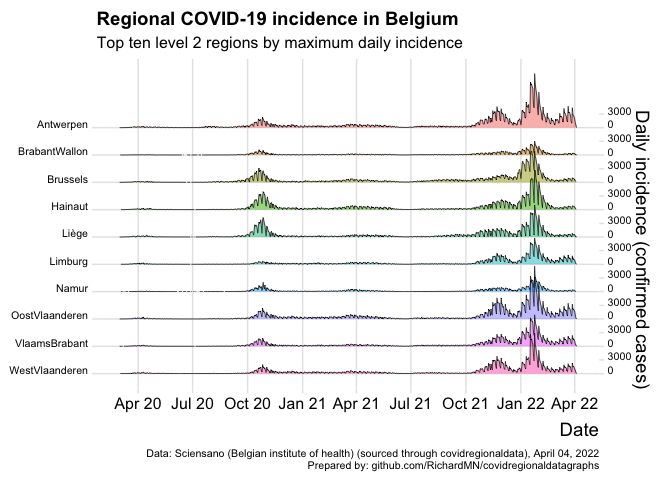 Regional COVID-19 incidence in Belgium
Top ten level 2 regions by maximum daily incidence
Antwerpen
BrabantWallon
Brussels
Hainaut
Liège
Limburg
Namur
OostVlaanderen
VlaamsBrabant
WestVlaanderen
3000
0
3000
0
3000
0
3000
0
3000
0
3000
0
3000
0
3000
0
3000
0
3000
0
Daily incidence (confirmed cases)
Apr 20 Jul 20 Oct 20 Jan 21 Apr 21 Jul 21 Oct 21 Jan 22 Apr 22
Date
Data: Sciensano (Belgian institute of health) (sourced through covidregionaldata), April 04, 2022
Prepared by: github.com/RichardMN/covidregionaldatagraphs